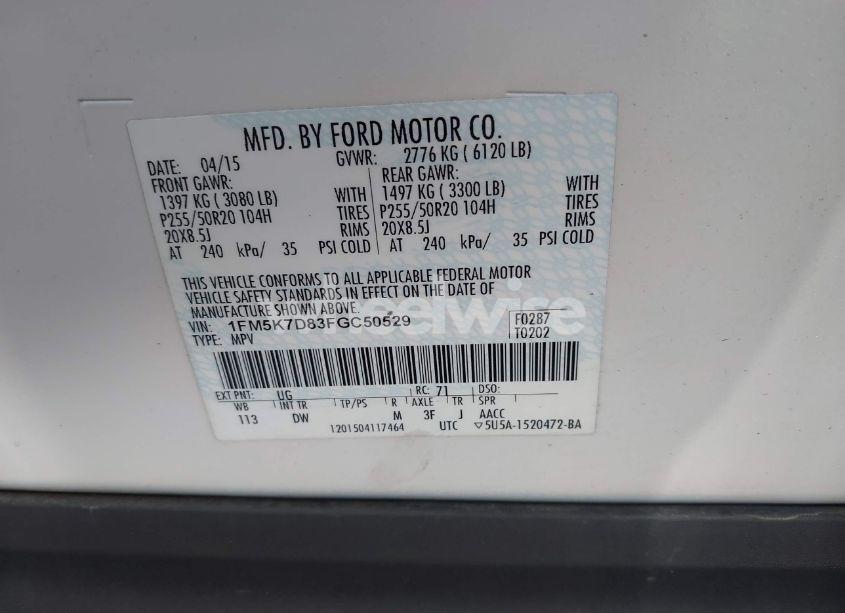 MFD. BY FORD MOTOR CO.
DATE: 04/15 GVWR: 2776 KG ( 6120 LB)
FRONT GAWR: REAR GAWR:
1397 KG ( 3080 LB) WITH 1497 KG ( 3300 LB) WITH
P255/50R20 104H TIRES P255/50R20 104H TIRES
20X8.5J RIMS 20X8.5J RIMS
AT 240 kPa/ 35 PSI COLD AT 240 kPa/ 35 PSI COLD
THIS VEHICLE CONFORMS TO ALL APPLICABLE FEDERAL MOTOR
VEHICLE SAFETY STANDARDS IN EFFECT ON THE DATE OF
MANUFACTURE SHOWN ABOVE.
VIN: 1FM5K7D83FGC50529 F0287
TYPE: MPV T0202
EXT PNT: UG RC: 71 DSO:
WB INT TR TP/PS R AXLE TR SPR
113 DW M 3F J AACC
1201504117464 UTC ▽5U5A-1520472-BA